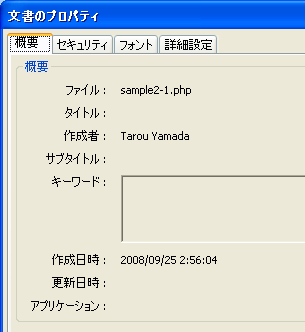 文書のプロパティ
概要 セキュリティ フォント 詳細設定
概要
ファイル： sample2-1.php
タイトル：
作成者： Tarou Yamada
サブタイトル：
キーワード：
作成日時： 2008/09/25 2:56:04
更新日時：
アプリケーション：